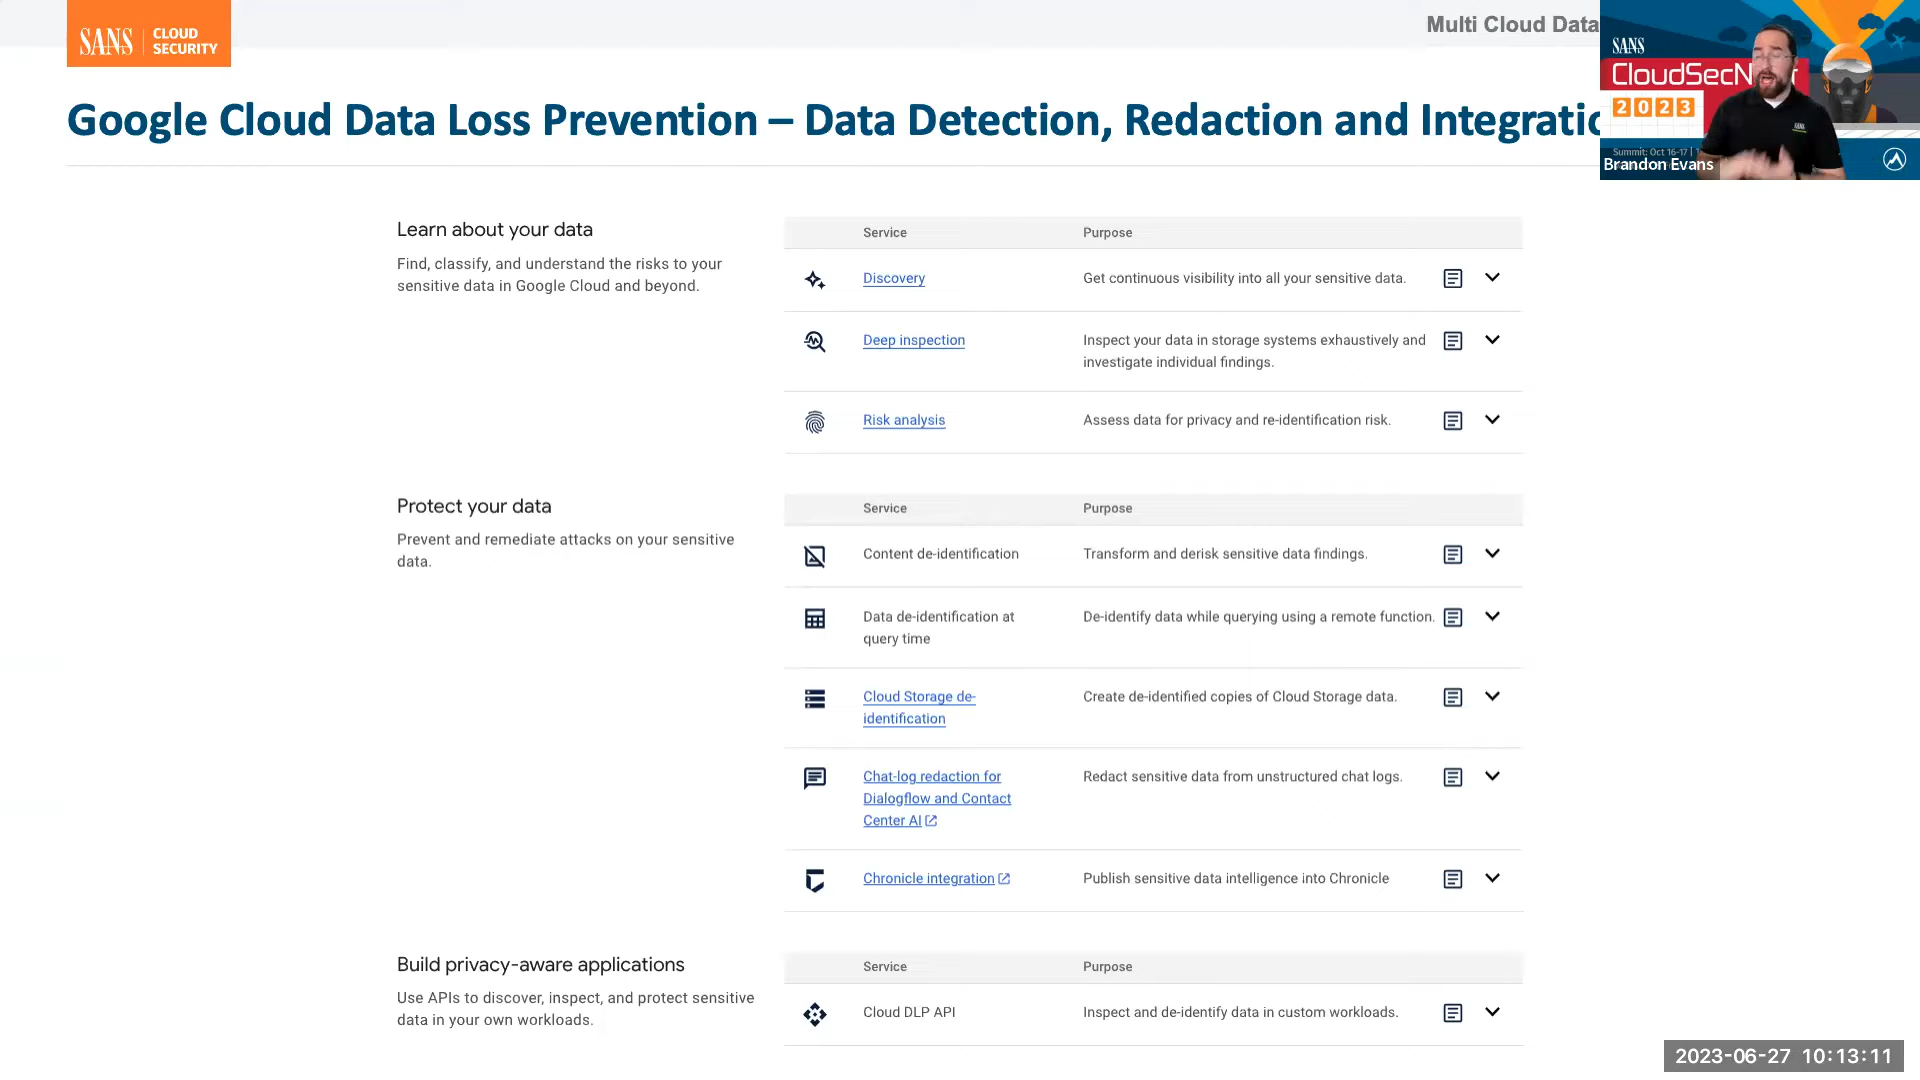 SANS
CLOUD
SECURITY
Multi Cloud Data
Google Cloud Data Loss Prevention – Data Detection, Redaction and Integratio
SANS
CloudSecN
2023
Summit: Oct 16-17 |
Brandon Evans
Learn about your data
Find, classify, and understand the risks to your
sensitive data in Google Cloud and beyond.
Service Purpose
Discovery Get continuous visibility into all your sensitive data.
Deep inspection Inspect your data in storage systems exhaustively and
investigate individual findings.
Risk analysis Assess data for privacy and re-identification risk.
Protect your data
Prevent and remediate attacks on your sensitive
data.
Service Purpose
Content de-identification Transform and derisk sensitive data findings.
Data de-identification at De-identify data while querying using a remote function.
query time
Cloud Storage de- Create de-identified copies of Cloud Storage data.
identification
Chat-log redaction for Redact sensitive data from unstructured chat logs.
Dialogflow and Contact
Center AI
Chronicle integration Publish sensitive data intelligence into Chronicle
Build privacy-aware applications
Use APIs to discover, inspect, and protect sensitive
data in your own workloads.
Service Purpose
Cloud DLP API Inspect and de-identify data in custom workloads.
2023-06-27 10:13:11